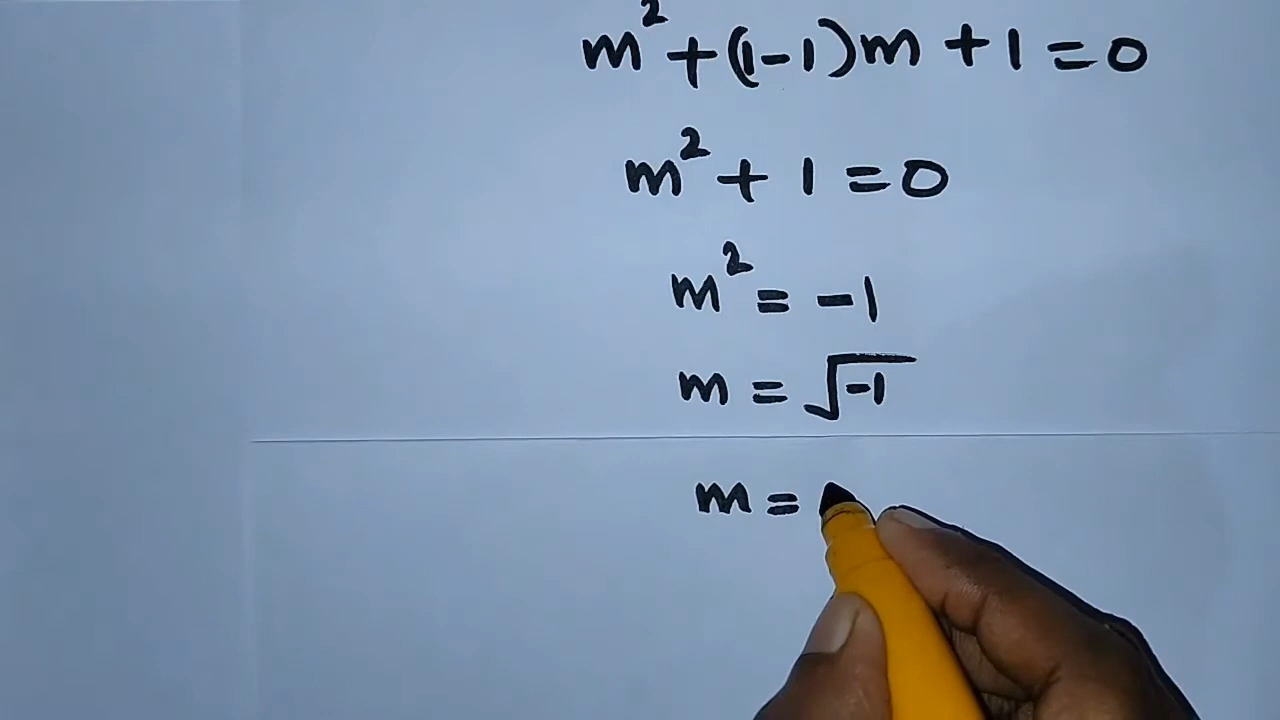 m² + (1-1)m + 1 = 0
m² + 1 = 0
m² = -1
m = √-1
m =